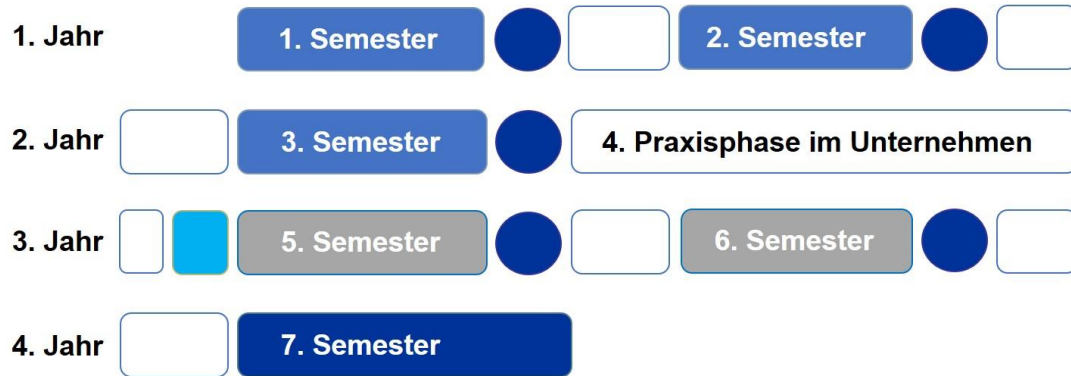 1. Jahr 1. Semester 2. Semester
2. Jahr 3. Semester 4. Praxisphase im Unternehmen
3. Jahr 5. Semester 6. Semester
4. Jahr 7. Semester